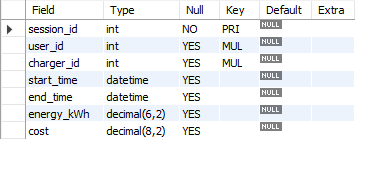 Field Type Null Key Default Extra
session_id int NO PRI NULL
user_id int YES MUL NULL
charger_id int YES MUL NULL
start_time datetime YES NULL
end_time datetime YES NULL
energy_kWh decimal(6,2) YES NULL
cost decimal(8,2) YES NULL